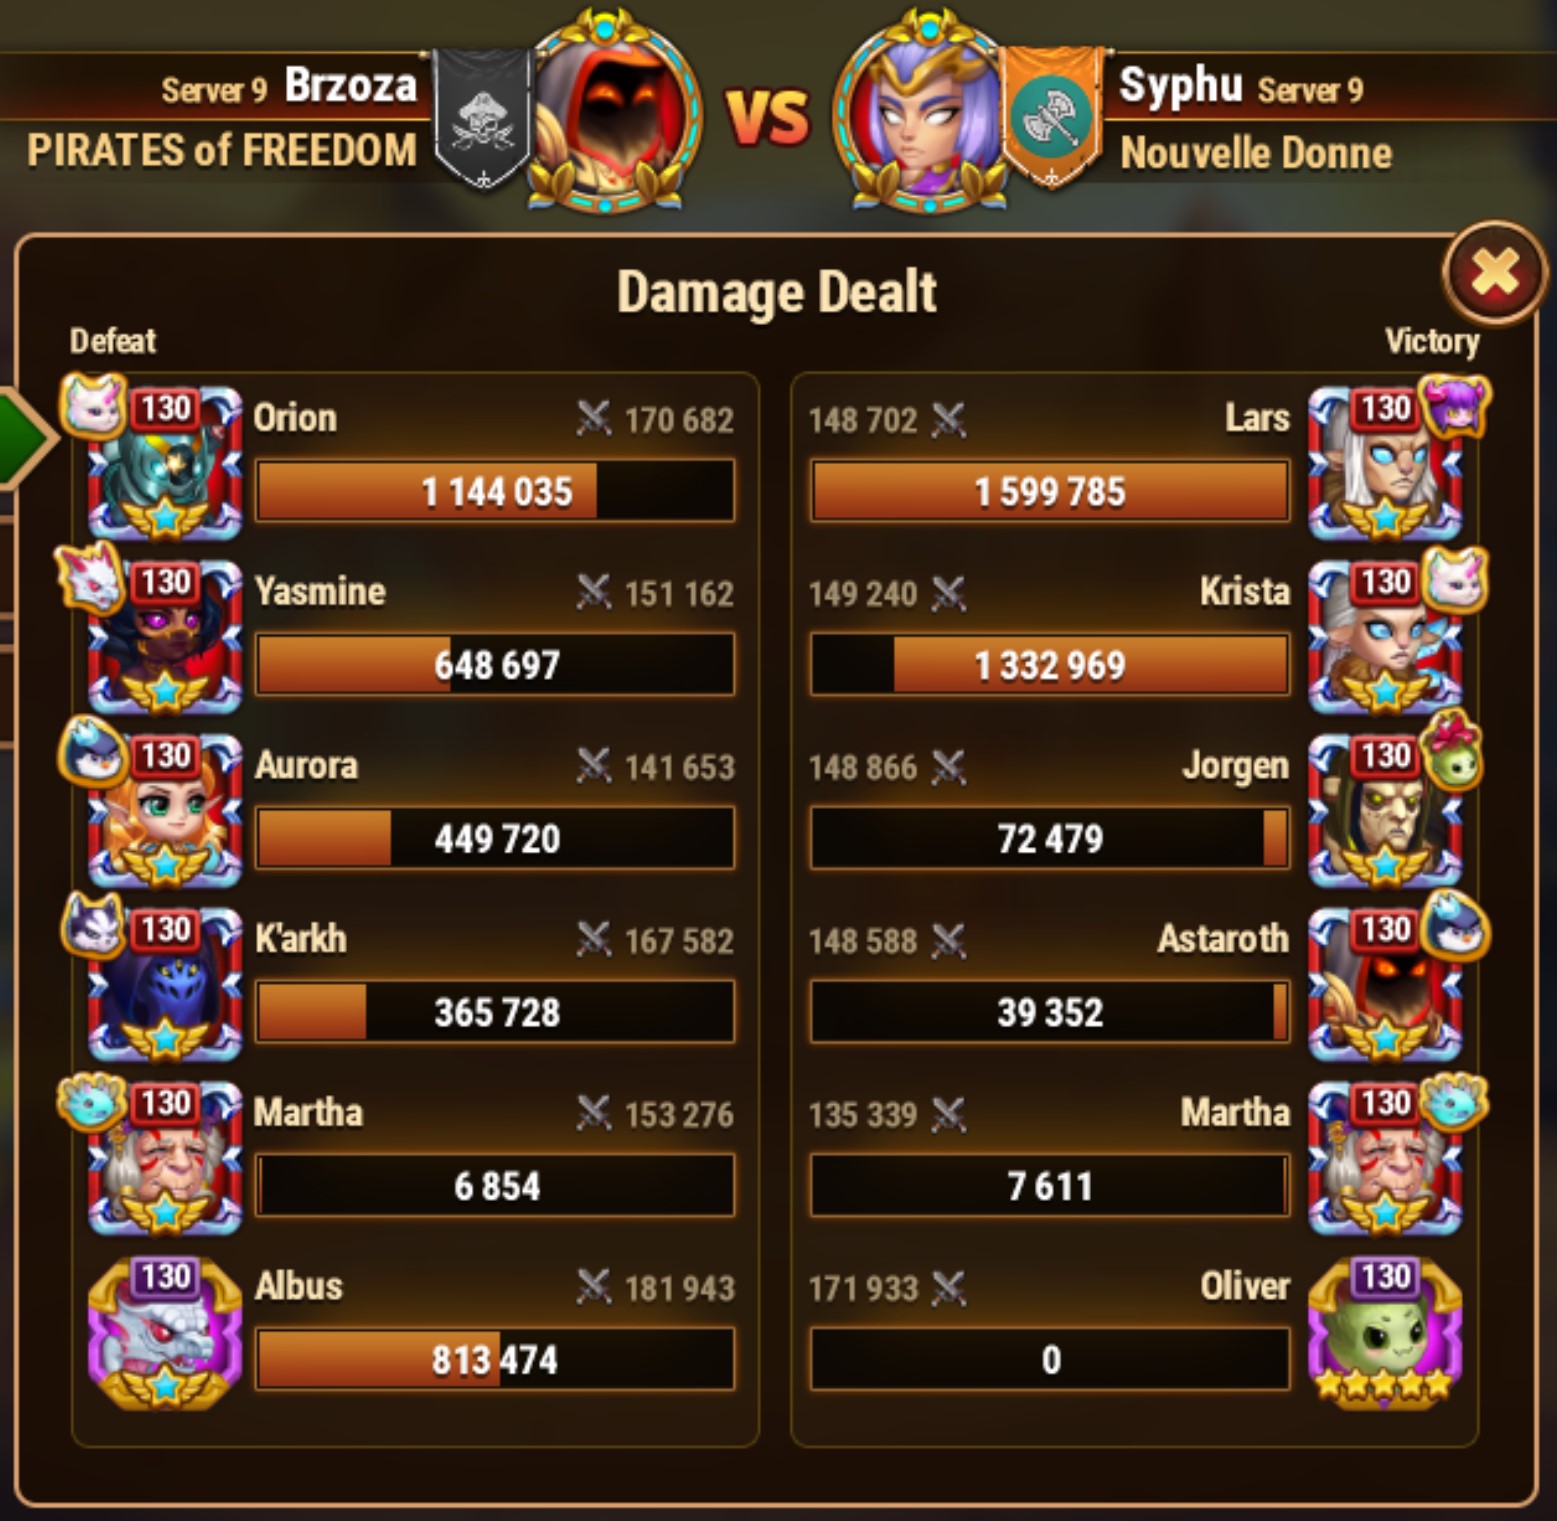 Server 9 Brzoza
PIRATES of FREEDOM
VS
Syphu Server 9
Nouvelle Donne
Damage Dealt
Defeat
Victory
130 Orion 170 682
1 144 035
148 702 Lars 130
1 599 785
130 Yasmine 151 162
648 697
149 240 Krista 130
1 332 969
130 Aurora 141 653
449 720
148 866 Jorgen 130
72 479
130 K'arkh 167 582
365 728
148 588 Astaroth 130
39 352
130 Martha 153 276
6 854
135 339 Martha 130
7 611
130 Albus 181 943
813 474
171 933 Oliver 130
0